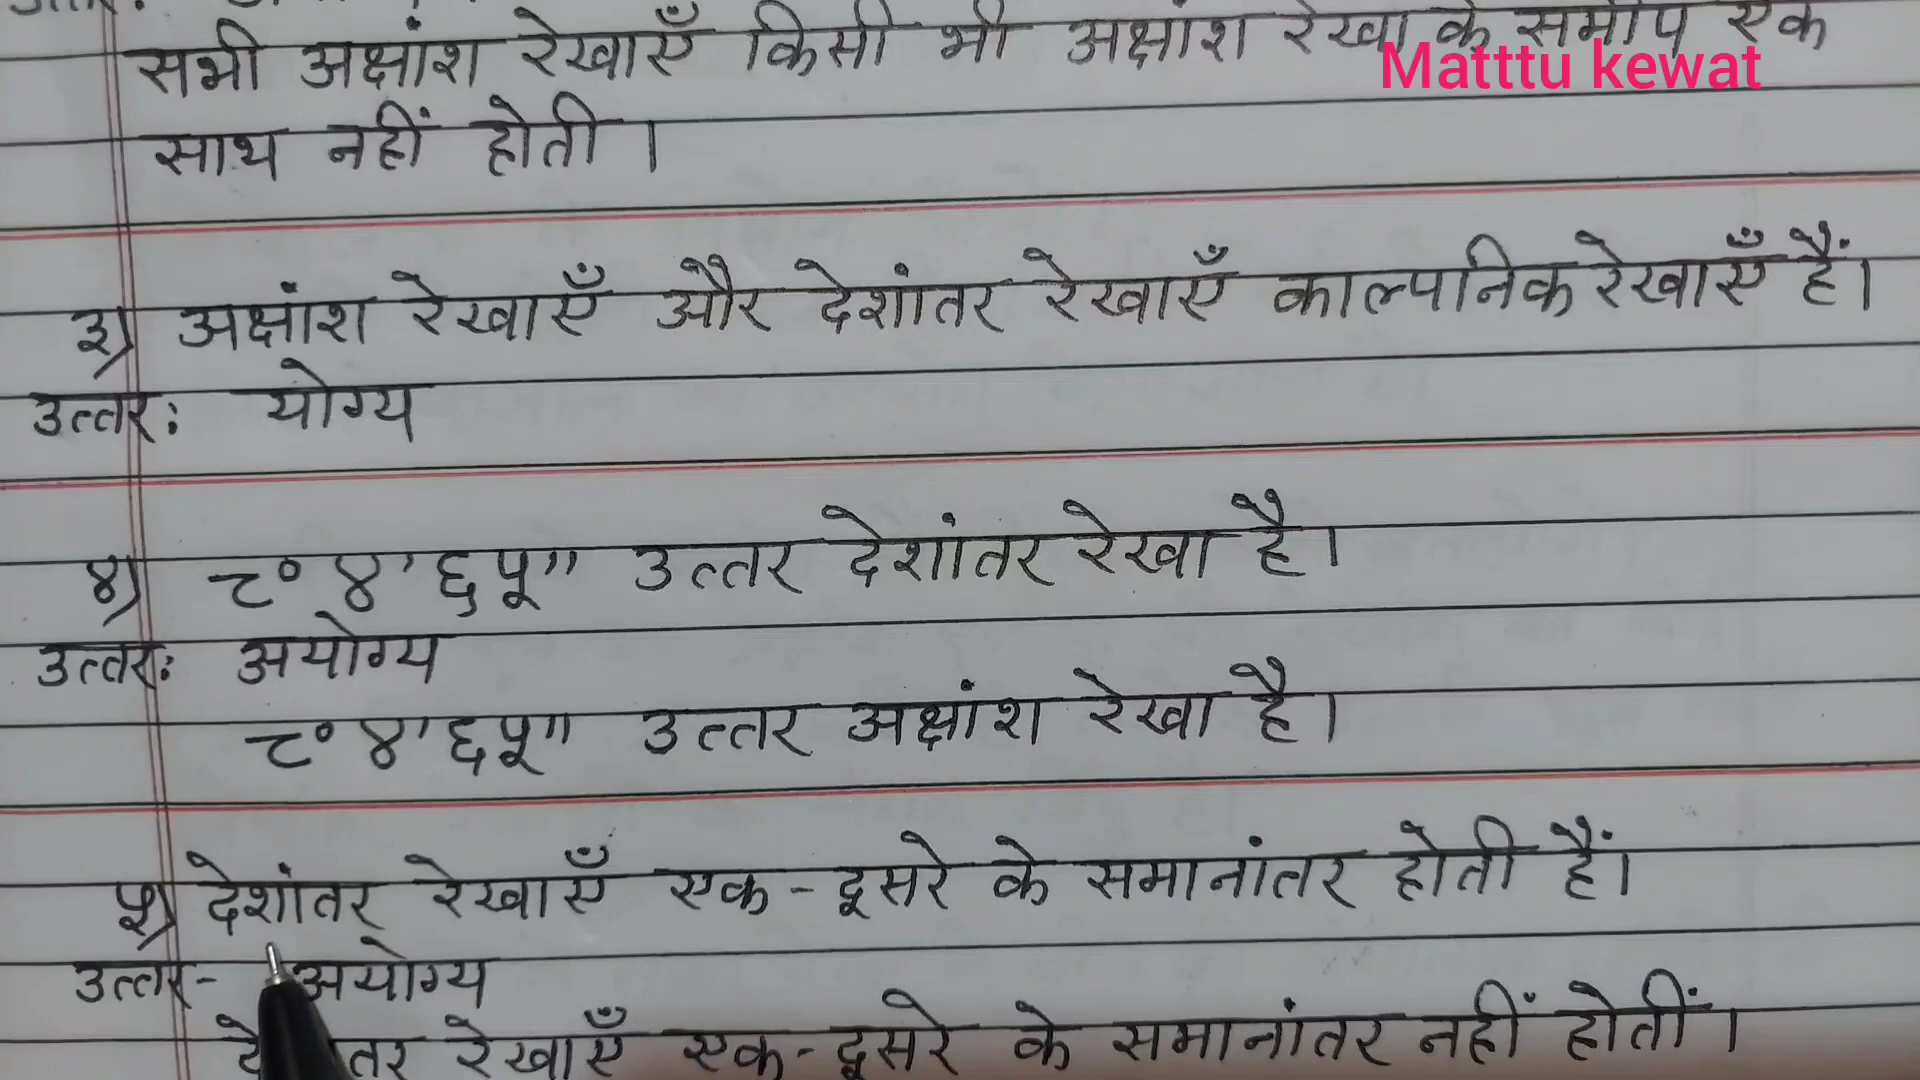 उत्तर:
सभी अक्षांश रेखाएँ किसी भी अक्षांश रेखा के समीप एक
Matttu kewat
साथ नहीं होती ।
३) अक्षांश रेखाएँ और देशांतर रेखाएँ काल्पनिक रेखाएँ हैं।
उत्तर: योग्य
४) ८° ४' ६५" उत्तर देशांतर रेखा है।
उत्तर: अयोग्य
८° ४' ६५" उत्तर अक्षांश रेखा है।
५) देशांतर रेखाएँ एक-दूसरे के समानांतर होती हैं।
उत्तर- अयोग्य
रेखाएँ एक-दूसरे के समानांतर नहीं होतीं ।